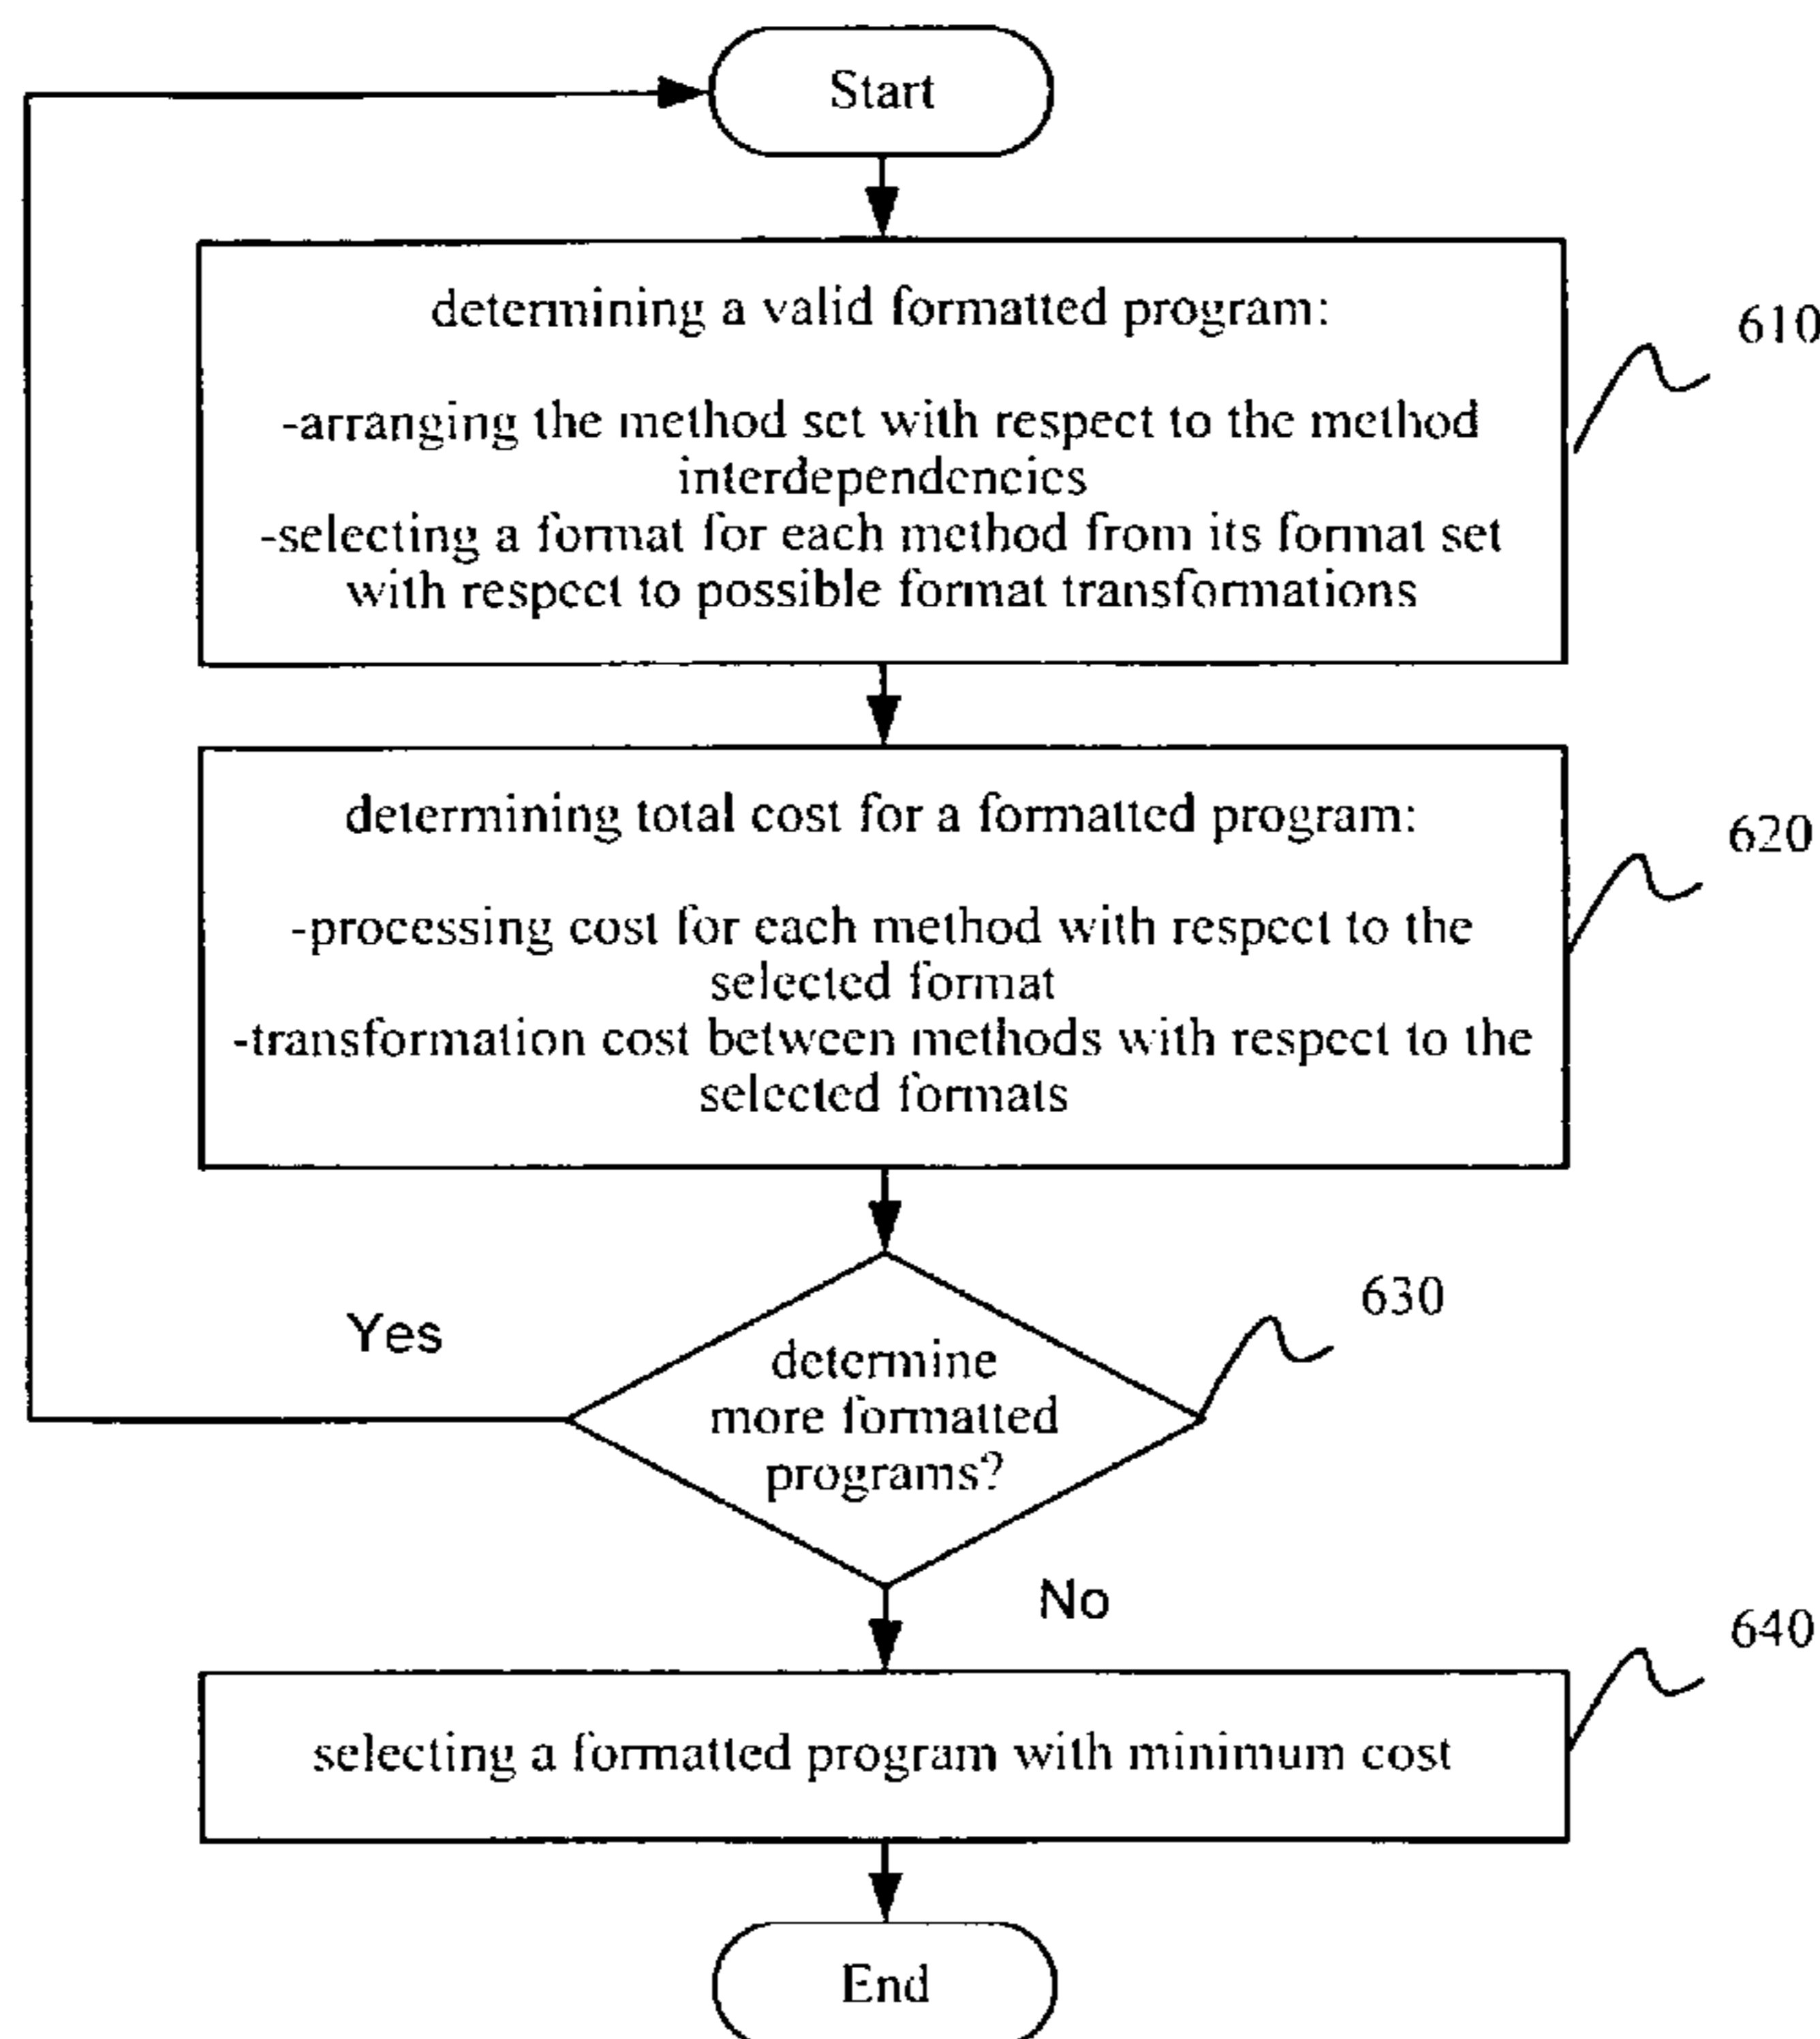 Start
determining a valid formatted program:
610
-arranging the method set with respect to the method
interdependencies
-selecting a format for each method from its format set
with respect to possible format transformations
determining total cost for a formatted program:
620
-processing cost for each method with respect to the
selected format
-transformation cost between methods with respect to the
selected formats
630
Yes
determine
more formatted
programs?
No
640
selecting a formatted program with minimum cost
End